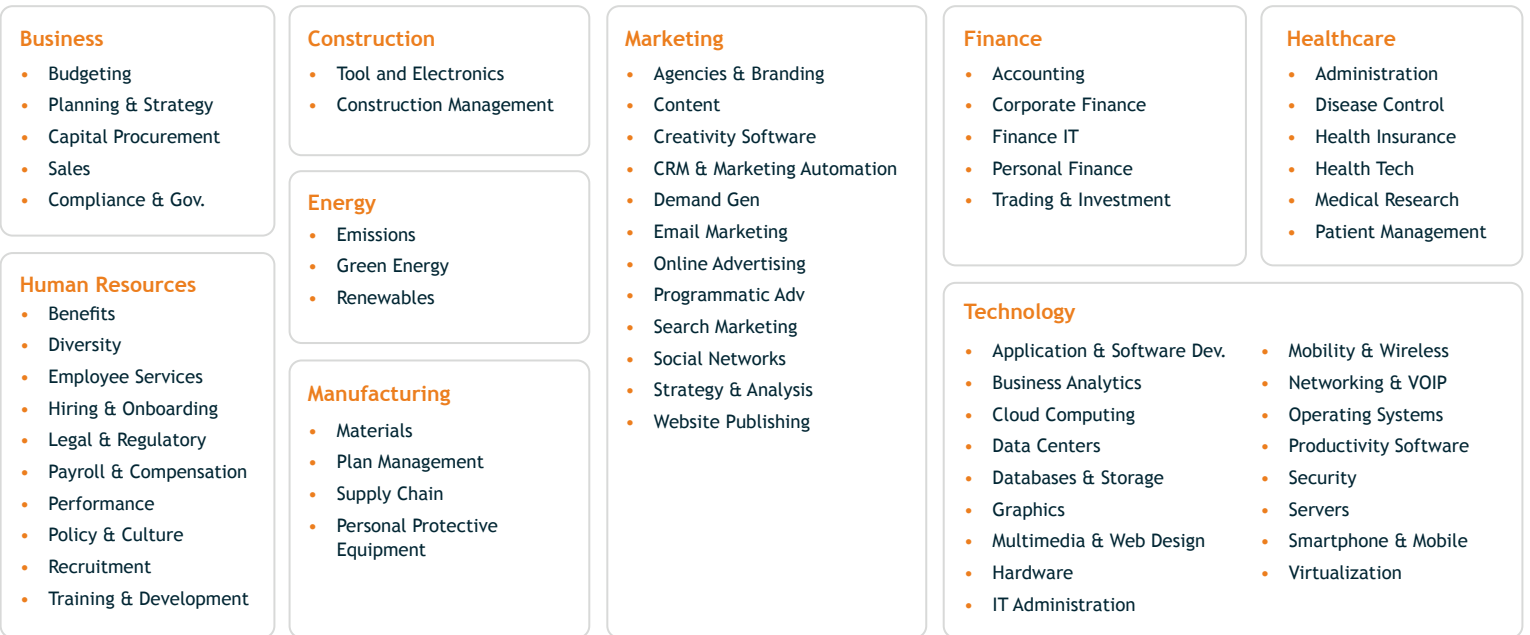 Business
Budgeting
Planning & Strategy
Capital Procurement
Sales
Compliance & Gov.
Human Resources
Benefits
Diversity
Employee Services
Hiring & Onboarding
Legal & Regulatory
Payroll & Compensation
Performance
Policy & Culture
Recruitment
Training & Development
Construction
Tool and Electronics
Construction Management
Energy
Emissions
Green Energy
Renewables
Manufacturing
Materials
Plan Management
Supply Chain
Personal Protective
Equipment
Marketing
Agencies & Branding
Content
Creativity Software
CRM & Marketing Automation
Demand Gen
Email Marketing
Online Advertising
Programmatic Adv
Search Marketing
Social Networks
Strategy & Analysis
Website Publishing
Finance
Accounting
Corporate Finance
Finance IT
Personal Finance
Trading & Investment
Healthcare
Administration
Disease Control
Health Insurance
Health Tech
Medical Research
Patient Management
Technology
Application & Software Dev.
Business Analytics
Cloud Computing
Data Centers
Databases & Storage
Graphics
Multimedia & Web Design
Hardware
IT Administration
Mobility & Wireless
Networking & VOIP
Operating Systems
Productivity Software
Security
Servers
Smartphone & Mobile
Virtualization